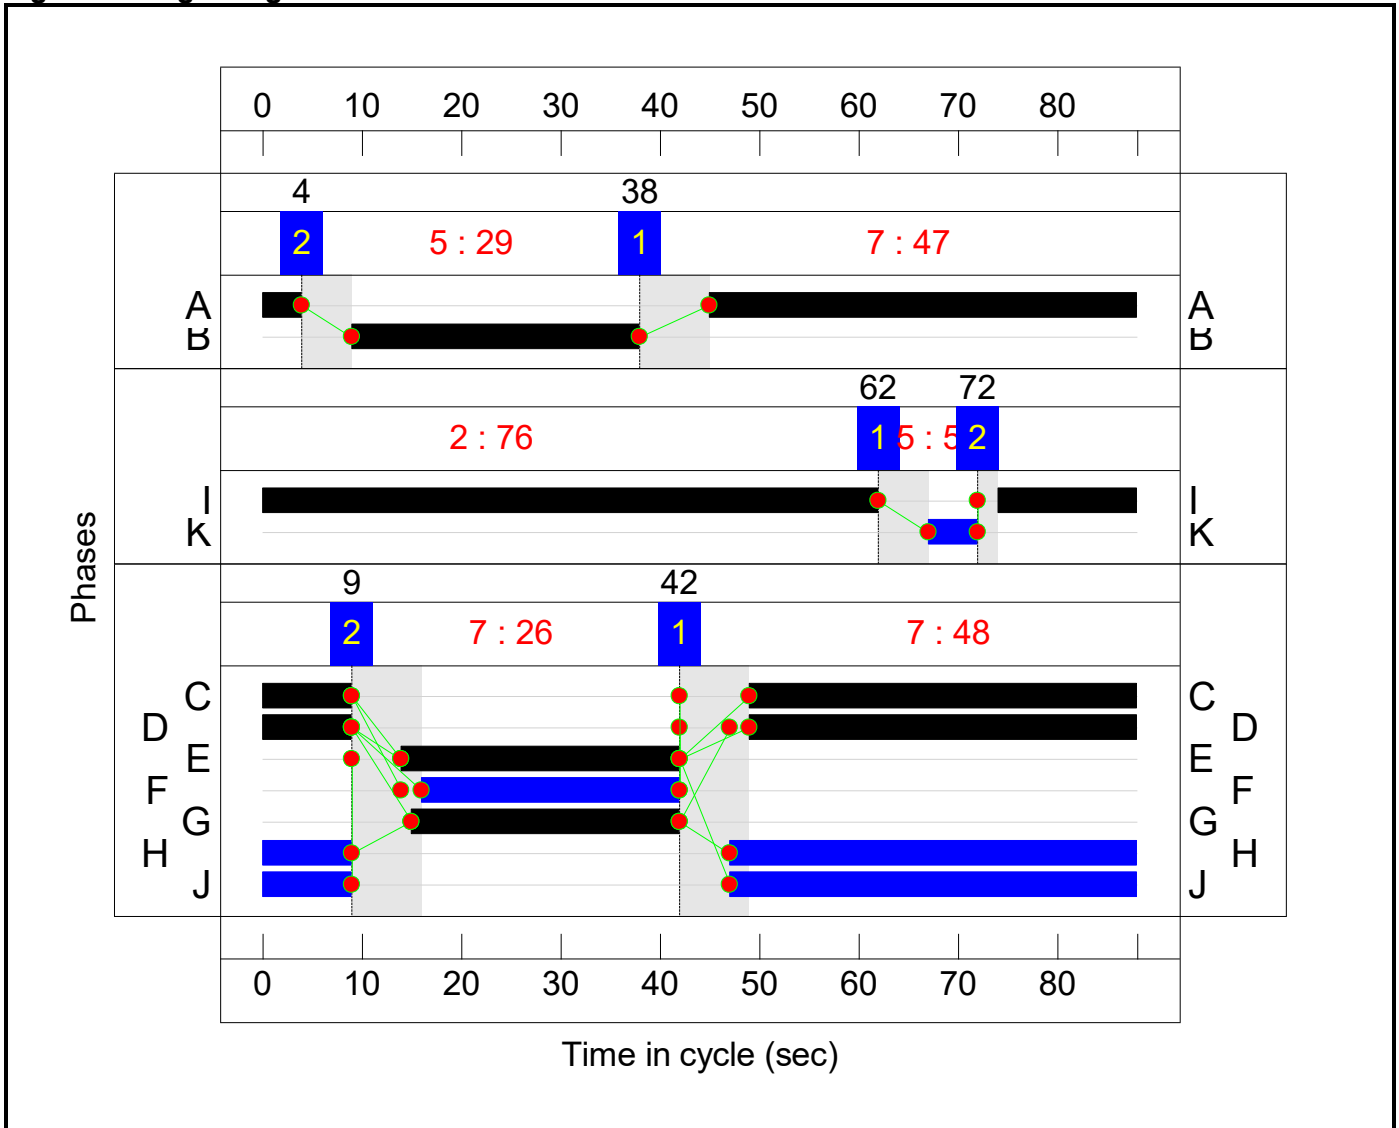 0 10 20 30 40 50 60 70 80
4 38
2 5 : 29 1 7 : 47
A A
B B
62 72
2 : 76 1 5 : 5 2
I I
K K
Phases
9 42
2 7 : 26 1 7 : 48
C C
D D
E E
F F
G G
H H
J J
0 10 20 30 40 50 60 70 80
Time in cycle (sec)